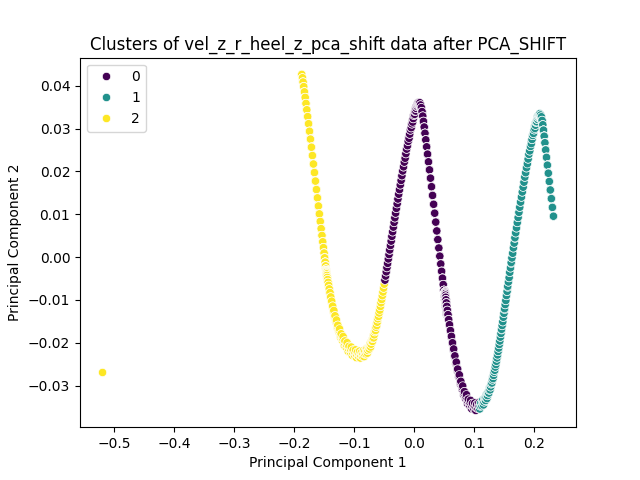 Clusters of vel_z_r_heel_z_pca_shift data after PCA_SHIFT
0
1
2
0.04
0.03
0.02
0.01
0.00
−0.01
−0.02
−0.03
Principal Component 2
−0.5 −0.4 −0.3 −0.2 −0.1 0.0 0.1 0.2
Principal Component 1